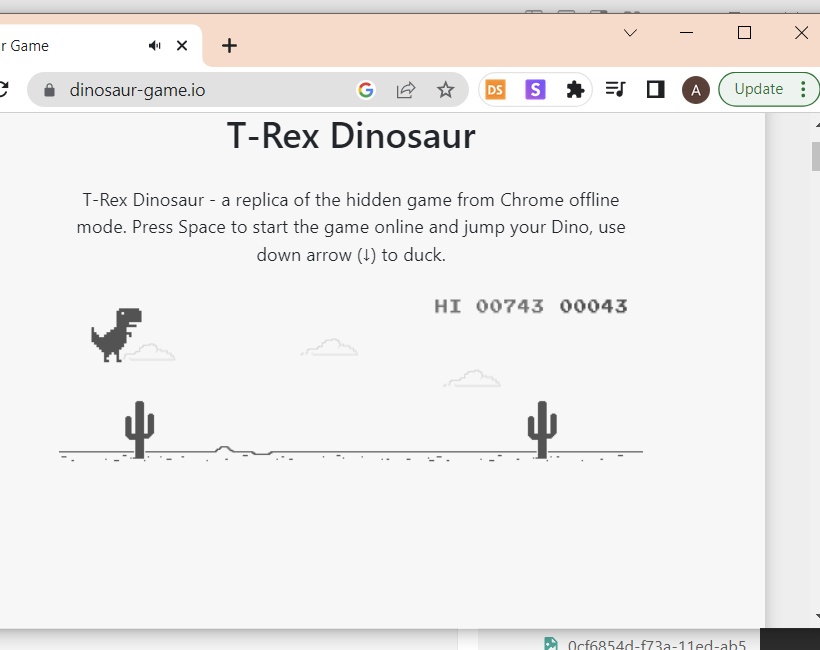 r Game
dinosaur-game.io
DS
S
A
Update
T-Rex Dinosaur
T-Rex Dinosaur - a replica of the hidden game from Chrome offline
mode. Press Space to start the game online and jump your Dino, use
down arrow (↓) to duck.
HI 00743 00043
0cf6854d-f73a-11ed-ab5